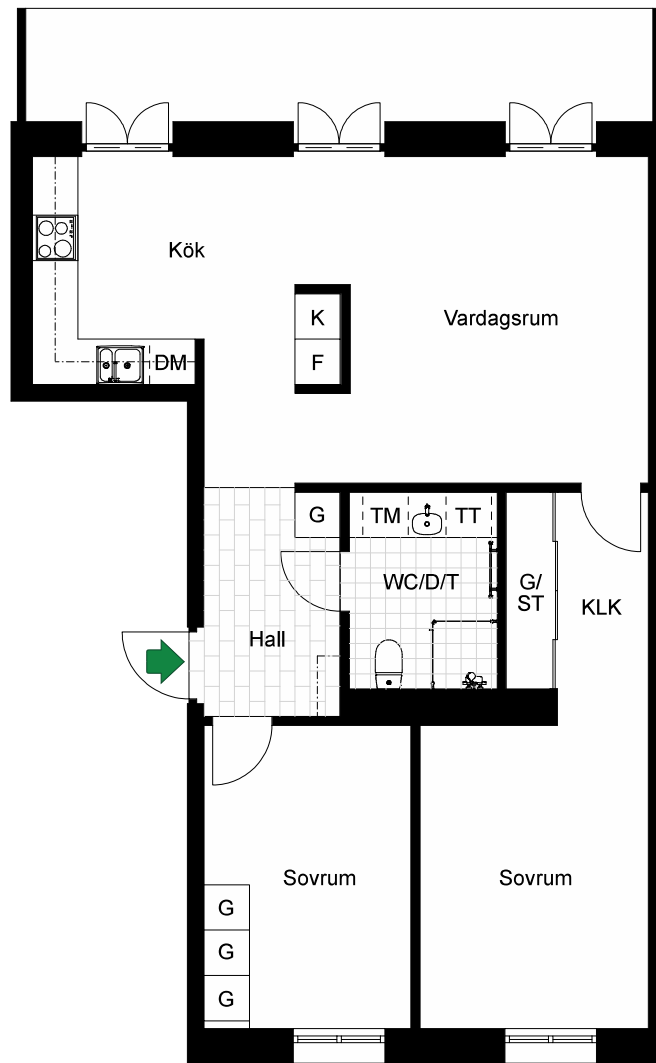 Kök
K
Vardagsrum
F
DM
G
TM
TT
WC/D/T
G/
ST
KLK
Hall
Sovrum
Sovrum
G
G
G